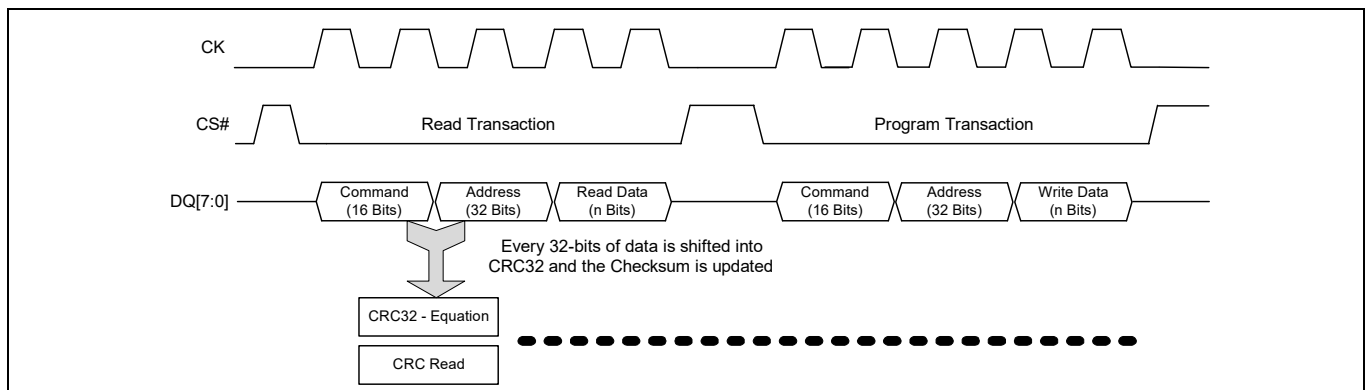 CK
CS#
Read Transaction
Program Transaction
DQ[7:0]
Command
(16 Bits)
Address
(32 Bits)
Read Data
(n Bits)
Command
(16 Bits)
Address
(32 Bits)
Write Data
(n Bits)
Every 32-bits of data is shifted into
CRC32 and the Checksum is updated
CRC32 - Equation
CRC Read